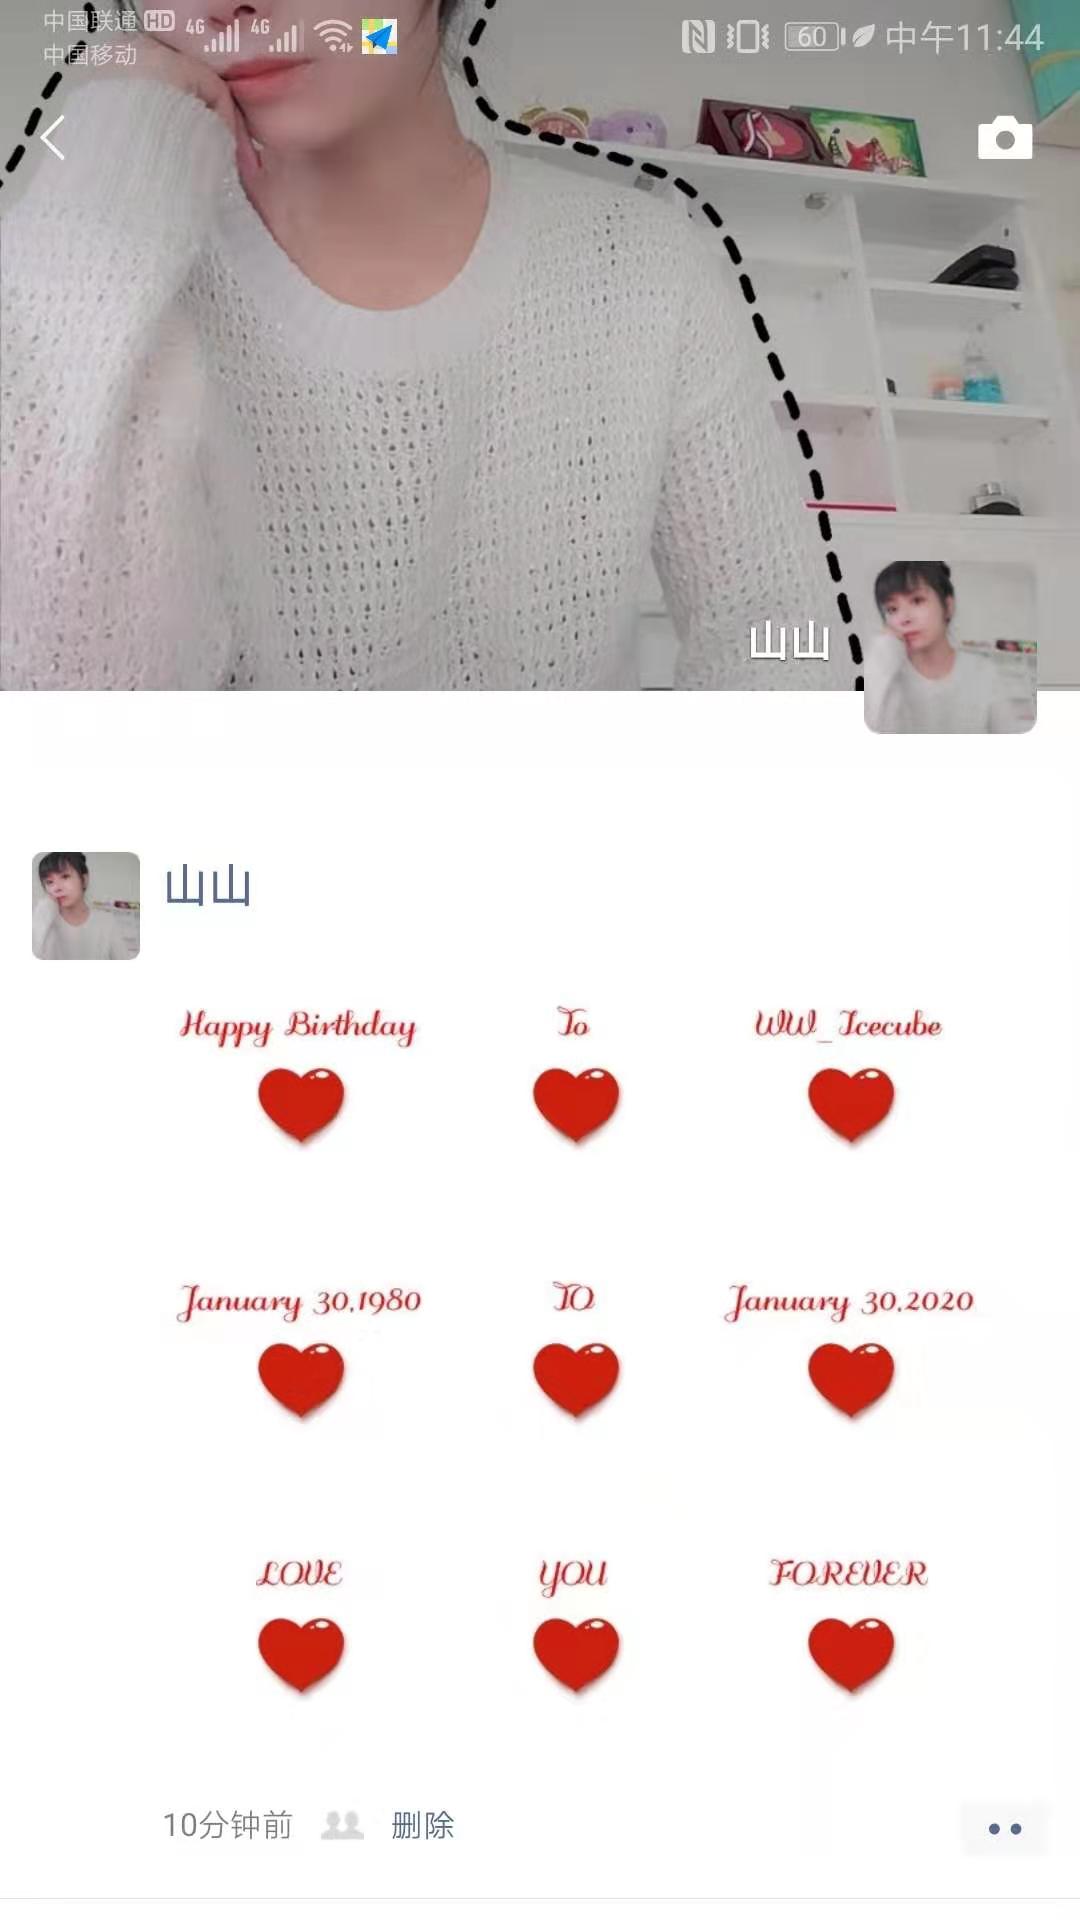 中国联通 HD 4G 4G 60 中午11:44
中国移动
山山
山山
Happy Birthday To WW_Icecube
January 30,1980 TO January 30,2020
LOVE YOU FOREVER
10分钟前 删除